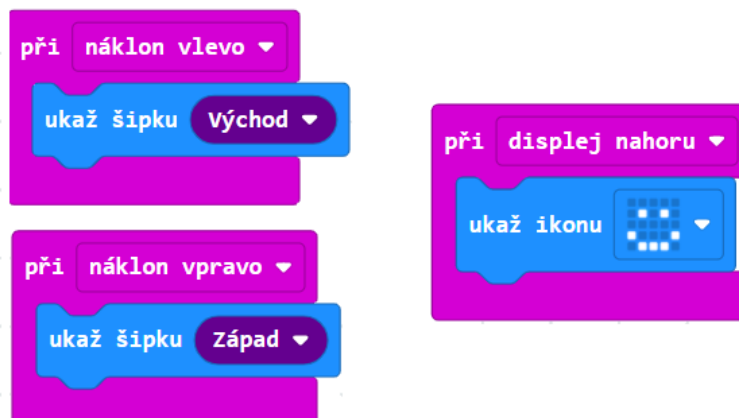 při náklon vlevo
ukaž šipku Východ
při náklon vpravo
ukaž šipku Západ
při displej nahoru
ukaž ikonu